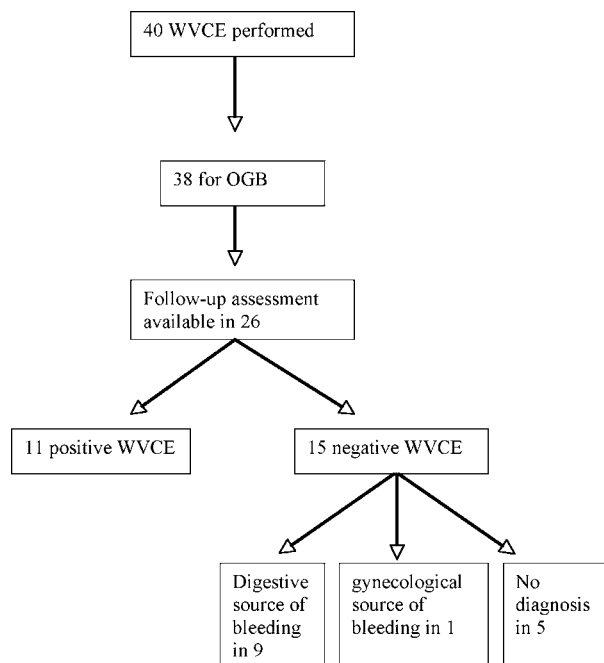 40 WVCE performed
38 for OGB
Follow-up assessment
available in 26
11 positive WVCE
15 negative WVCE
Digestive
source of
bleeding
in 9
gynecological
source of
bleeding in 1
No
diagnosis
in 5